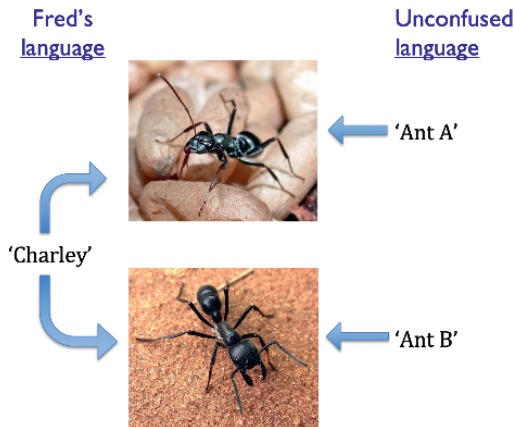 Fred's
language
Unconfused
language
'Ant A'
'Charley'
'Ant B'